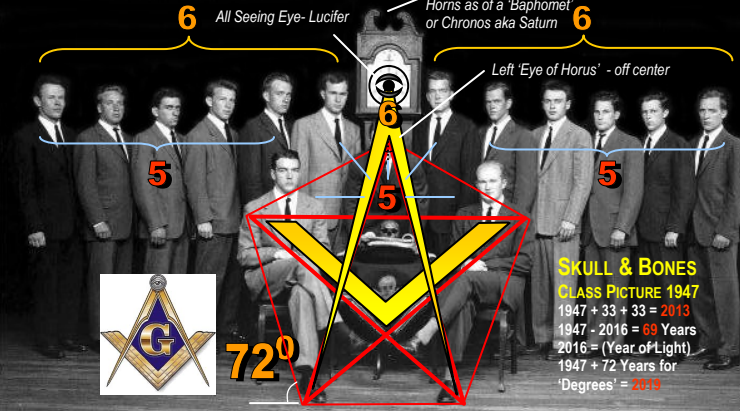 Horns as of a 'Baphomet'
or Chronos aka Saturn
6
All Seeing Eye- Lucifer
6
Left 'Eye of Horus'  - off center
6
5
5
5
SKULL & BONES
CLASS PICTURE 1947
1947 + 33 + 33 = 2013
1947 - 2016 = 69 Years
2016 = (Year of Light)
1947 + 72 Years for
'Degrees' = 2019
G
72⁰